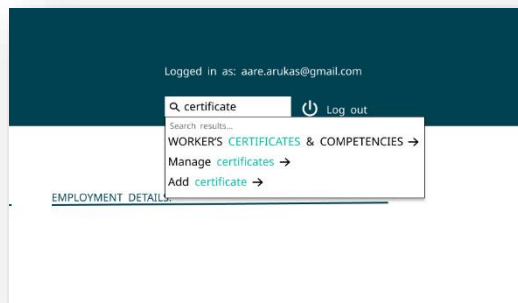 Logged in as: aare.arukas@gmail.com
certificate
Log out
Search results...
WORKER'S CERTIFICATES & COMPETENCIES →
Manage certificates →
Add certificate →
EMPLOYMENT DETAILS: